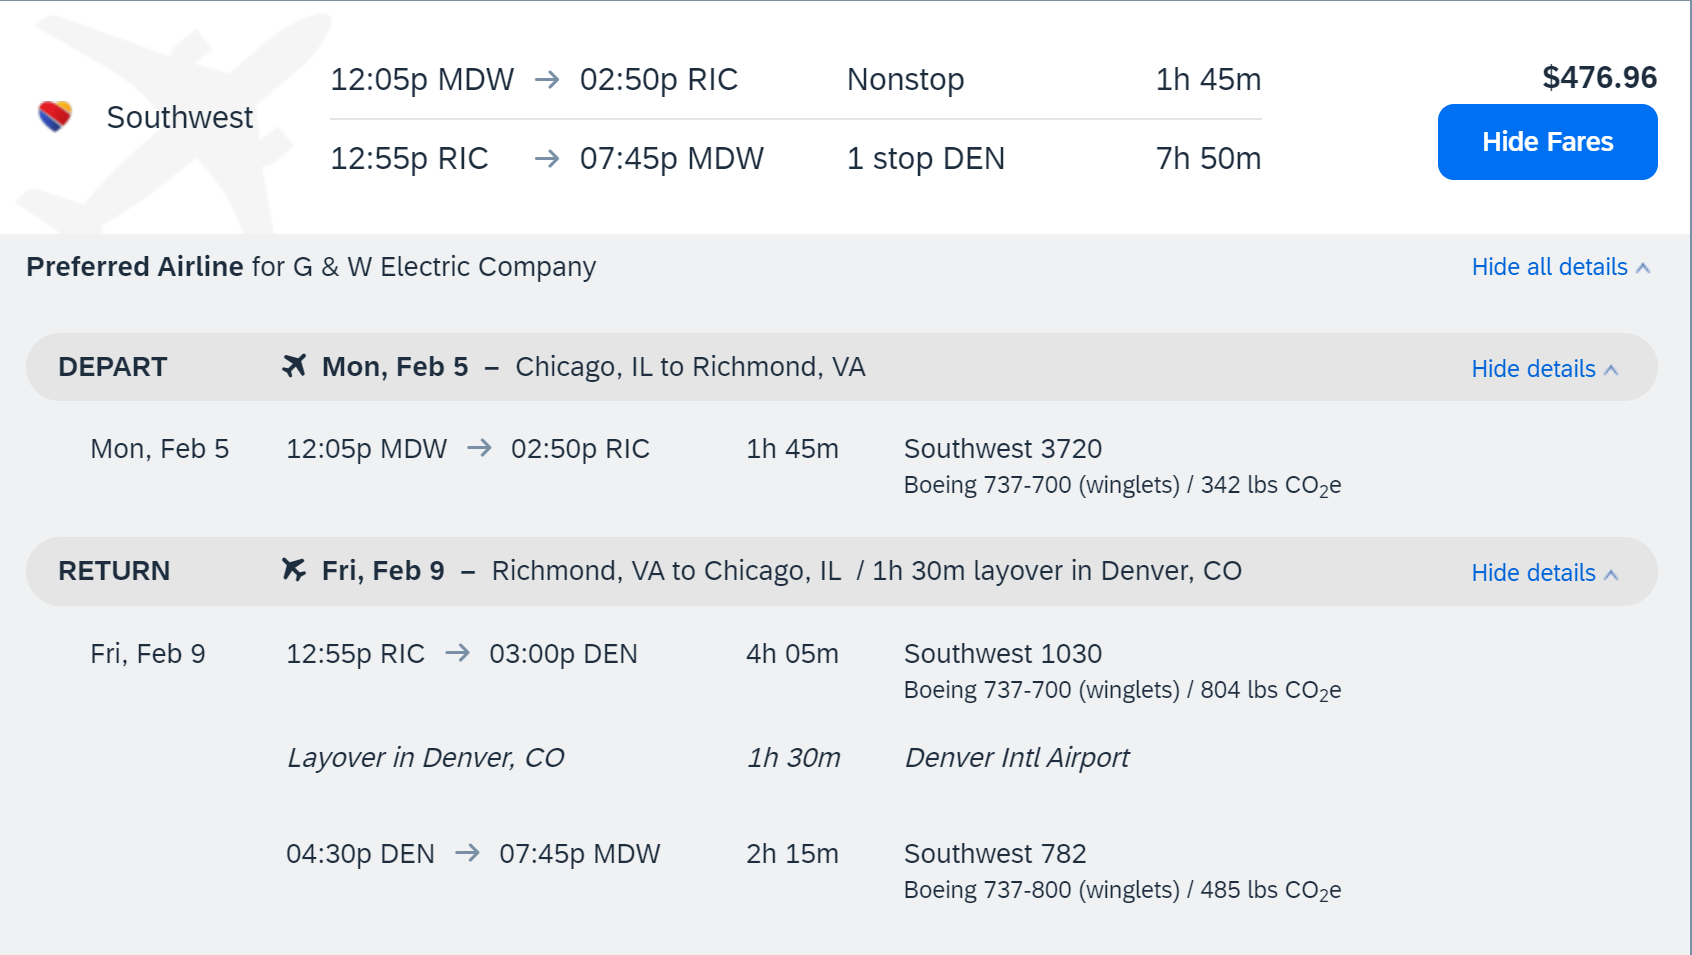 12:05p MDW → 02:50p RIC Nonstop 1h 45m $476.96
Southwest Hide Fares
12:55p RIC → 07:45p MDW 1 stop DEN 7h 50m
Preferred Airline for G & W Electric Company Hide all details
DEPART Mon, Feb 5 – Chicago, IL to Richmond, VA Hide details
Mon, Feb 5 12:05p MDW → 02:50p RIC 1h 45m Southwest 3720
Boeing 737-700 (winglets) / 342 lbs CO₂e
RETURN Fri, Feb 9 – Richmond, VA to Chicago, IL / 1h 30m layover in Denver, CO Hide details
Fri, Feb 9 12:55p RIC → 03:00p DEN 4h 05m Southwest 1030
Boeing 737-700 (winglets) / 804 lbs CO₂e
Layover in Denver, CO 1h 30m Denver Intl Airport
04:30p DEN → 07:45p MDW 2h 15m Southwest 782
Boeing 737-800 (winglets) / 485 lbs CO₂e